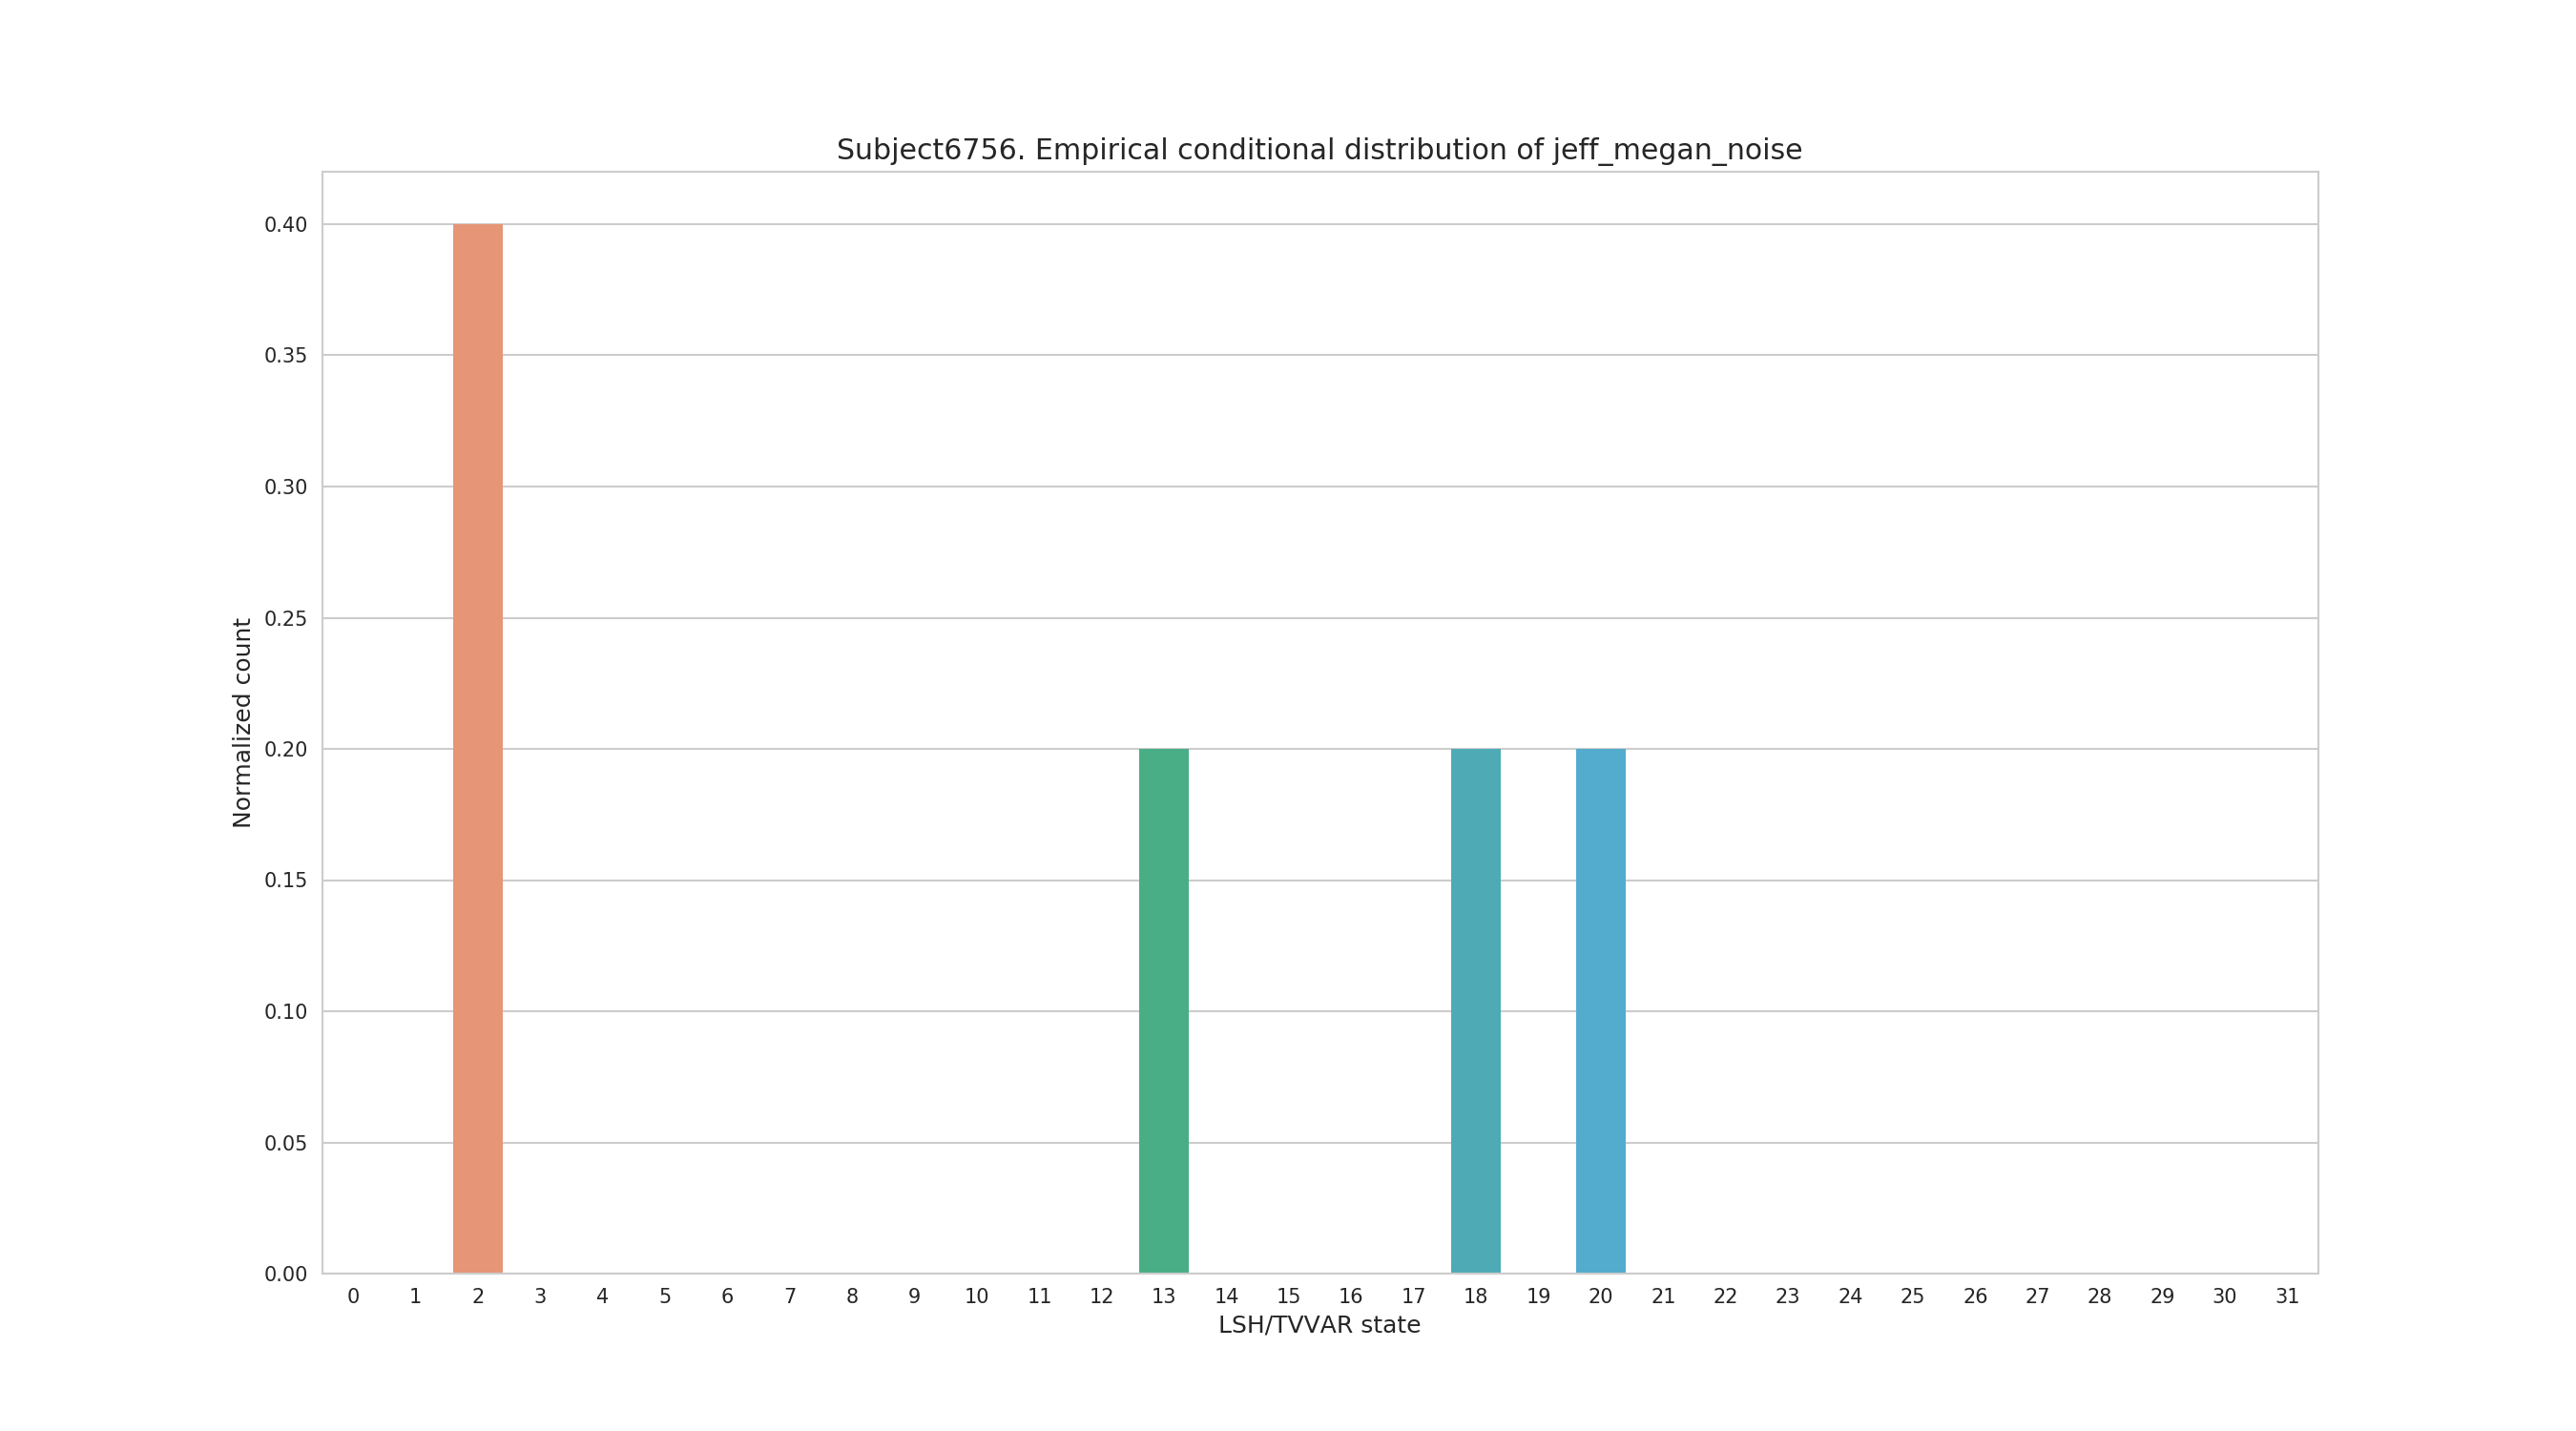 Subject6756. Empirical conditional distribution of jeff_megan_noise
0.40
0.35
0.30
0.25
0.20
0.15
0.10
0.05
0.00
Normalized count
0 1 2 3 4 5 6 7 8 9 10 11 12 13 14 15 16 17 18 19 20 21 22 23 24 25 26 27 28 29 30 31
LSH/TVVAR state